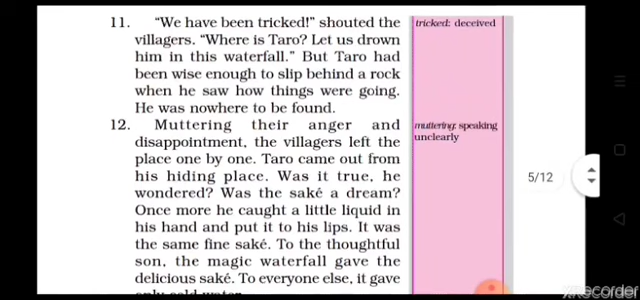 11. "We have been tricked!" shouted the
villagers. "Where is Taro? Let us drown
him in this waterfall." But Taro had
been wise enough to slip behind a rock
when he saw how things were going.
He was nowhere to be found.
12. Muttering their anger and
disappointment, the villagers left the
place one by one. Taro came out from
his hiding place. Was it true, he
wondered? Was the saké a dream?
Once more he caught a little liquid in
his hand and put it to his lips. It was
the same fine saké. To the thoughtful
son, the magic waterfall gave the
delicious saké. To everyone else, it gave
only cold water.
tricked: deceived
muttering: speaking
unclearly
5/12
XRecorder